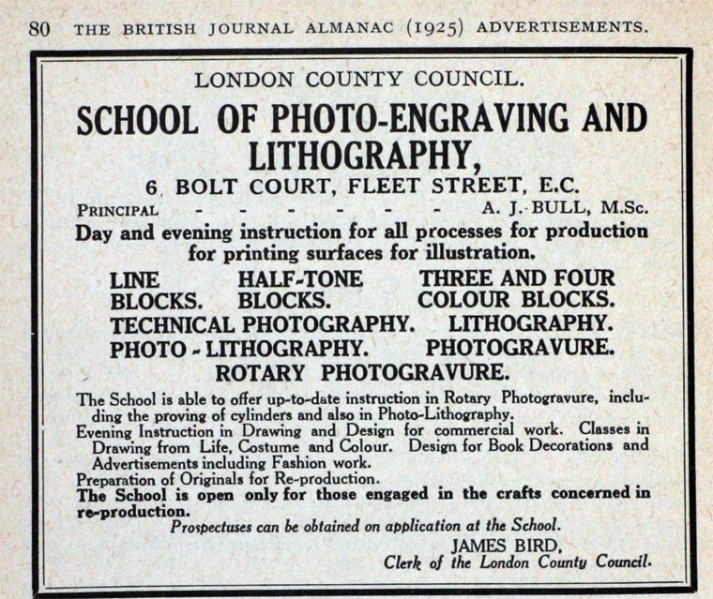 80 THE BRITISH JOURNAL ALMANAC (1925) ADVERTISEMENTS.
LONDON COUNTY COUNCIL.
SCHOOL OF PHOTO-ENGRAVING AND
LITHOGRAPHY,
6, BOLT COURT, FLEET STREET, E.C.
PRINCIPAL - - - - - - A. J. BULL, M.Sc.
Day and evening instruction for all processes for production
for printing surfaces for illustration.
LINE HALF-TONE THREE AND FOUR
BLOCKS. BLOCKS. COLOUR BLOCKS.
TECHNICAL PHOTOGRAPHY. LITHOGRAPHY.
PHOTO-LITHOGRAPHY. PHOTOGRAVURE.
ROTARY PHOTOGRAVURE.
The School is able to offer up-to-date instruction in Rotary Photogravure, inclu-
ding the proving of cylinders and also in Photo-Lithography.
Evening Instruction in Drawing and Design for commercial work. Classes in
Drawing from Life, Costume and Colour. Design for Book Decorations and
Advertisements including Fashion work.
Preparation of Originals for Re-production.
The School is open only for those engaged in the crafts concerned in
re-production.
Prospectuses can be obtained on application at the School.
JAMES BIRD,
Clerk of the London County Council.